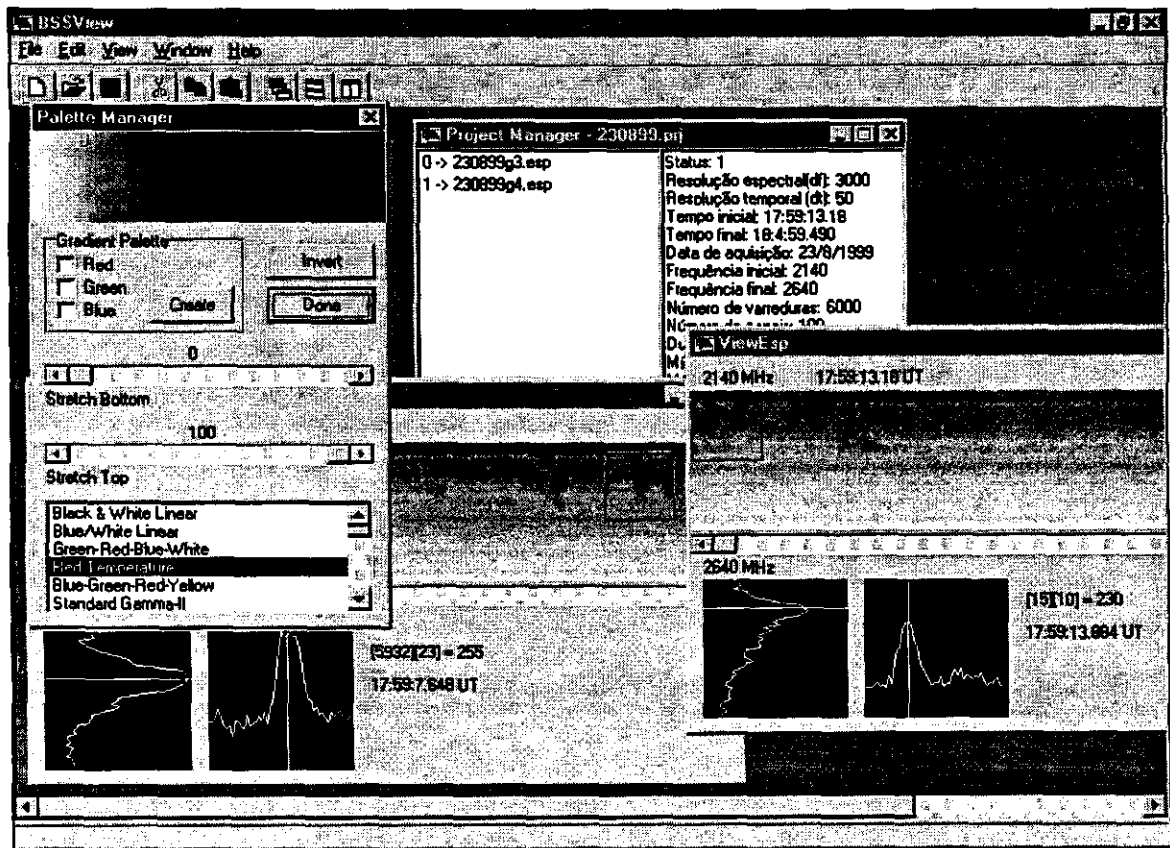 BSSView
File Edit View Window Help
Palette Manager
Gradient Palette
Red
Green
Blue
Create
Invert
Done
0
Stretch Bottom
100
Stretch Top
Black & White Linear
Blue/White Linear
Green-Red-Blue-White
Red Temperature
Blue-Green-Red-Yellow
Standard Gamma-II
Project Manager - 230899.prj
0 -> 230899g3.esp
1 -> 230899g4.esp
Status: 1
Resolução espectral(df): 3000
Resolução temporal (dt): 50
Tempo inicial: 17:59:13.18
Tempo final: 18:4:59.490
Data de aquisição: 23/8/1999
Frequência inicial: 2140
Frequência final: 2640
Número de varreduras: 6000
Número de canais: 100
ViewEsp
2140 MHz 17:59:13.18 UT
2640 MHz
[15][10] = 230
17:59:13.884 UT
[5932][23] = 255
17:59:7.648 UT